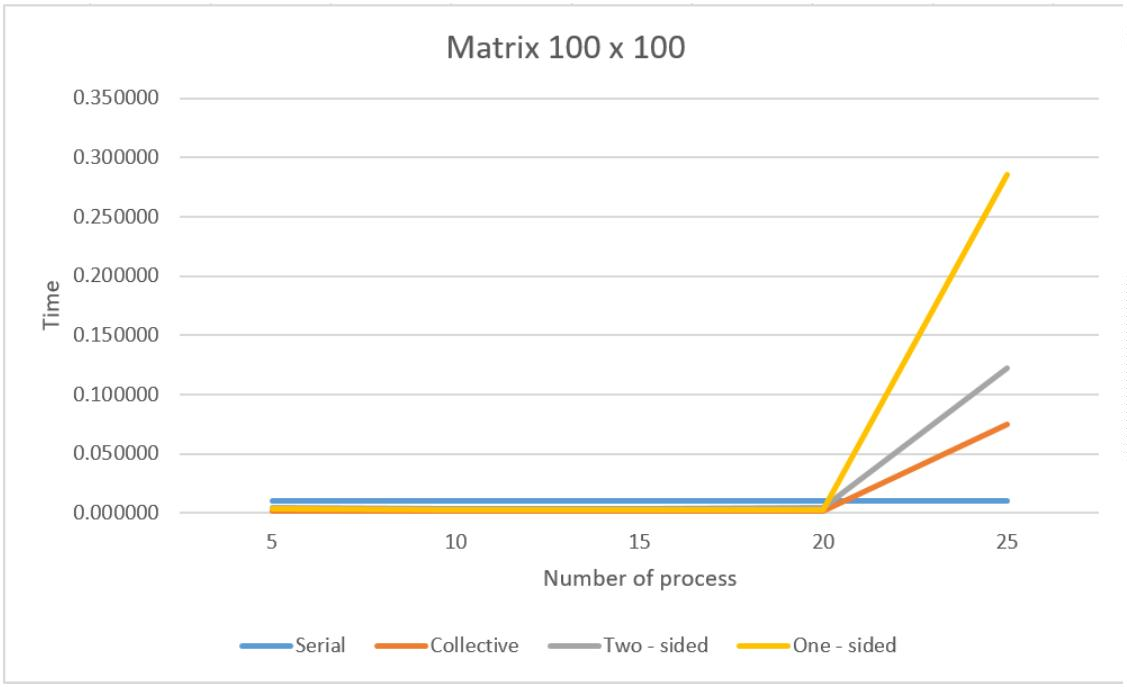 Matrix 100 x 100
0.350000
0.300000
0.250000
0.200000
0.150000
0.100000
0.050000
0.000000
Time
5 10 15 20 25
Number of process
Serial Collective Two - sided One - sided